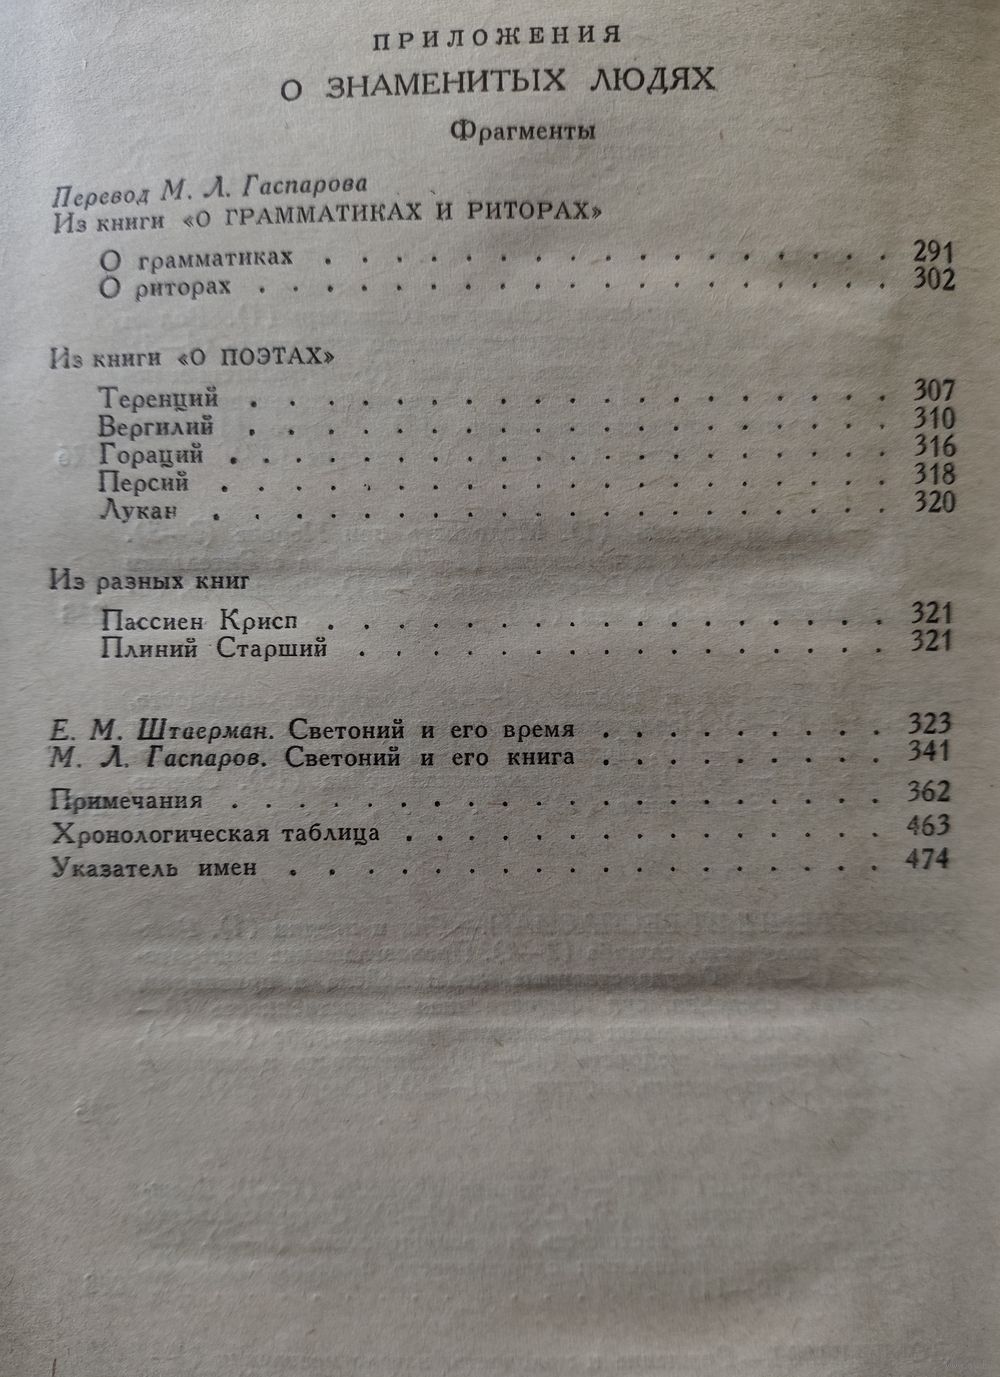 ПРИЛОЖЕНИЯ
О ЗНАМЕНИТЫХ ЛЮДЯХ
Фрагменты
Перевод М. Л. Гаспарова
Из книги «О ГРАММАТИКАХ И РИТОРАХ»
О грамматиках . . . . . . . . . . . . . . . . 291
О риторах . . . . . . . . . . . . . . . . . . 302
Из книги «О ПОЭТАХ»
Теренций . . . . . . . . . . . . . . . . . . 307
Вергилий . . . . . . . . . . . . . . . . . . 310
Гораций . . . . . . . . . . . . . . . . . . 316
Персий . . . . . . . . . . . . . . . . . . . 318
Лукан . . . . . . . . . . . . . . . . . . . 320
Из разных книг
Пассиен Крисп . . . . . . . . . . . . . . . . 321
Плиний Старший . . . . . . . . . . . . . . . 321
Е. М. Штаерман. Светоний и его время . . . . . . . . . 323
М. Л. Гаспаров. Светоний и его книга . . . . . . . . . 341
Примечания . . . . . . . . . . . . . . . . . . 362
Хронологическая таблица . . . . . . . . . . . . . . 463
Указатель имен . . . . . . . . . . . . . . . . . 474